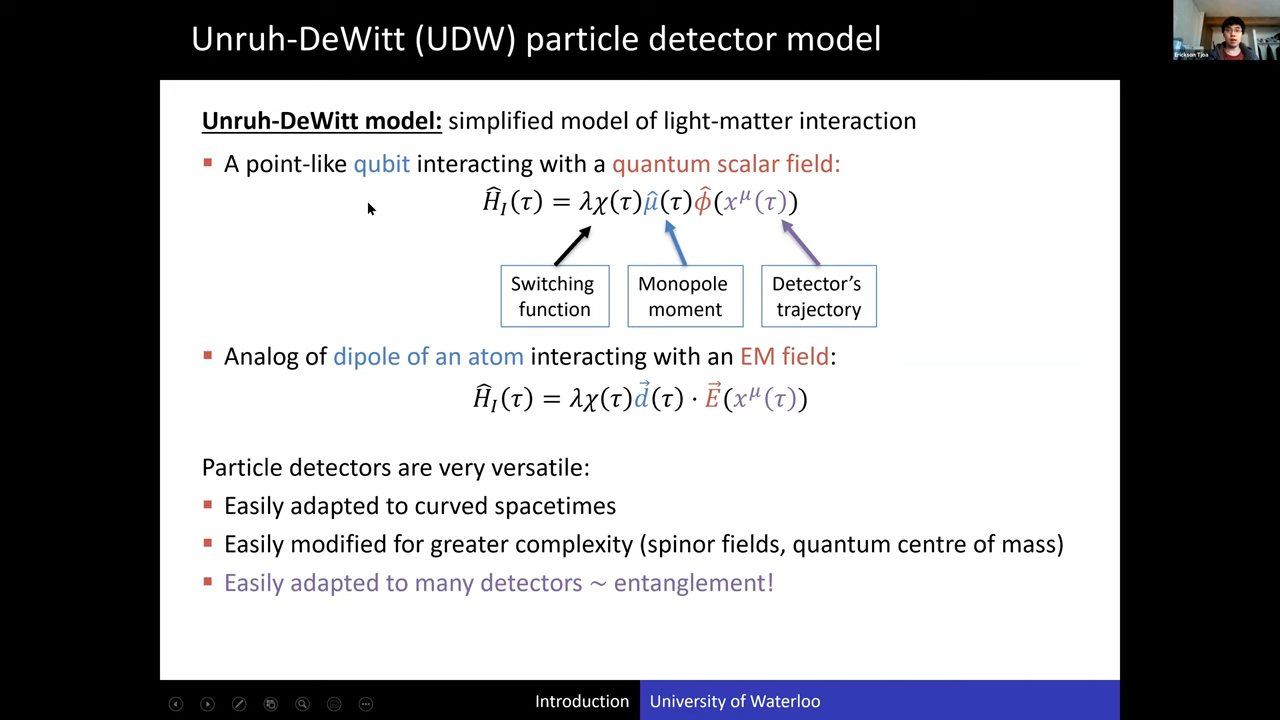 Unruh-DeWitt (UDW) particle detector model
Erickson Tjoa
Unruh-DeWitt model: simplified model of light-matter interaction
▪ A point-like qubit interacting with a quantum scalar field:
Ĥ_I(τ) = λχ(τ)μ̂(τ)ϕ̂(x^μ(τ))
Switching function
Monopole moment
Detector's trajectory
▪ Analog of dipole of an atom interacting with an EM field:
Ĥ_I(τ) = λχ(τ)d⃗(τ) · E⃗(x^μ(τ))
Particle detectors are very versatile:
▪ Easily adapted to curved spacetimes
▪ Easily modified for greater complexity (spinor fields, quantum centre of mass)
▪ Easily adapted to many detectors ~ entanglement!
Introduction
University of Waterloo